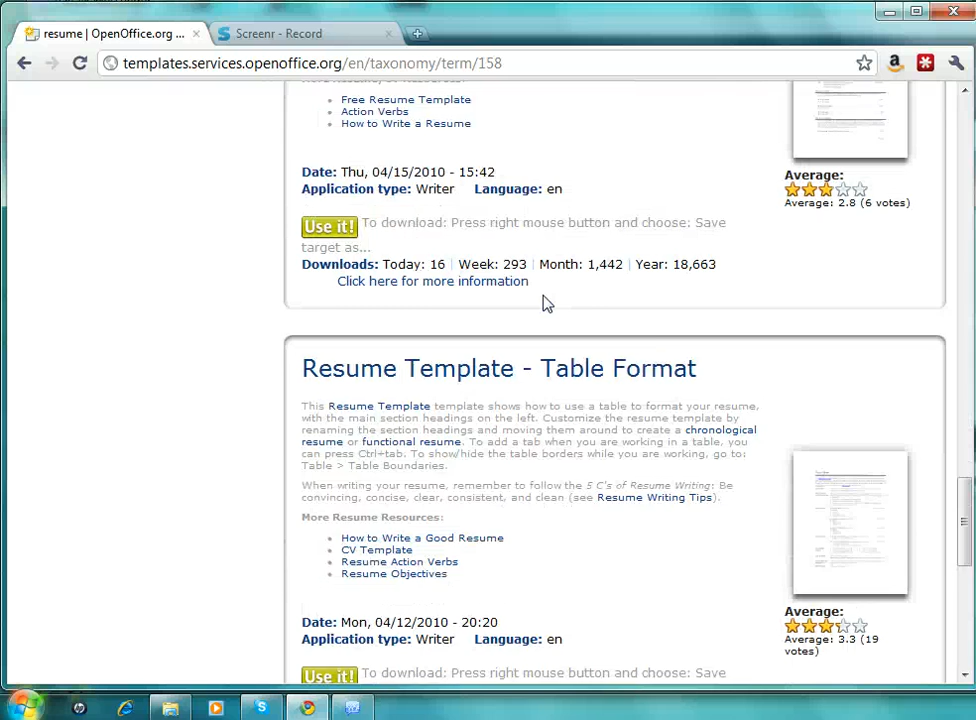 resume | OpenOffice.org ...
Screenr - Record
templates.services.openoffice.org/en/taxonomy/term/158
Free Resume Template
Action Verbs
How to Write a Resume
Date: Thu, 04/15/2010 - 15:42
Application type: Writer Language: en
Average:
Average: 2.8 (6 votes)
Use it! To download: Press right mouse button and choose: Save
target as...
Downloads: Today: 16 Week: 293 Month: 1,442 Year: 18,663
Click here for more information
Resume Template - Table Format
This Resume Template template shows how to use a table to format your resume,
with the main section headings on the left. Customize the resume template by
renaming the section headings and moving them around to create a chronological
resume or functional resume. To add a tab when you are working in a table, you
can press Ctrl+tab. To show/hide the table borders while you are working, go to:
Table > Table Boundaries.
When writing your resume, remember to follow the 5 C's of Resume Writing: Be
convincing, concise, clear, consistent, and clean (see Resume Writing Tips).
More Resume Resources:
How to Write a Good Resume
CV Template
Resume Action Verbs
Resume Objectives
Date: Mon, 04/12/2010 - 20:20
Application type: Writer Language: en
Average:
Average: 3.3 (19
votes)
Use it! To download: Press right mouse button and choose: Save